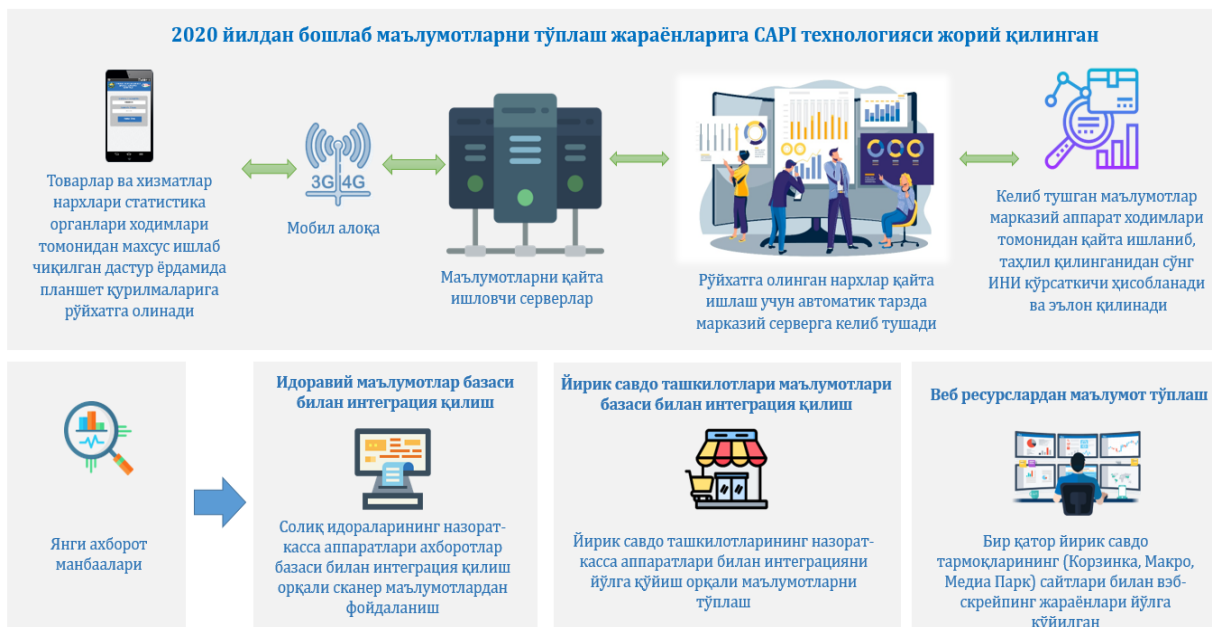 2020 йилдан бошлаб маълумотларни тўплаш жараёнларига CAPI технологияси жорий қилинган
Товарлар ва хизматлар
нархлари статистика
органлари ходимлари
томонидан махсус ишлаб
чиқилган дастур ёрдамида
планшет қурилмаларига
рўйхатга олинади
3G 4G
Мобил алоқа
Маълумотларни қайта
ишловчи серверлар
Рўйхатга олинган нархлар қайта
ишлаш учун автоматик тарзда
марказий серверга келиб тушади
Келиб тушган маълумотлар
марказий аппарат ходимлари
томонидан қайта ишланиб,
таҳлил қилинганидан сўнг
ИНИ кўрсаткичи ҳисобланади
ва эълон қилинади
Янги ахборот
манбаалари
Идоравий маълумотлар базаси
билан интеграция қилиш
Солиқ идораларининг назорат-
касса аппаратлари ахборотлар
базаси билан интеграция қилиш
орқали сканер маълумотлардан
фойдаланиш
Йирик савдо ташкилотлари маълумотлари
базаси билан интеграция қилиш
Йирик савдо ташкилотларининг назорат-
касса аппаратлари билан интеграцияни
йўлга қўйиш орқали маълумотларни
тўплаш
Веб ресурслардан маълумот тўплаш
Бир қатор йирик савдо
тармоқларининг (Корзинка, Макро,
Медиа Парк) сайтлари билан вэб-
скрейпинг жараёнлари йўлга
қўйилган